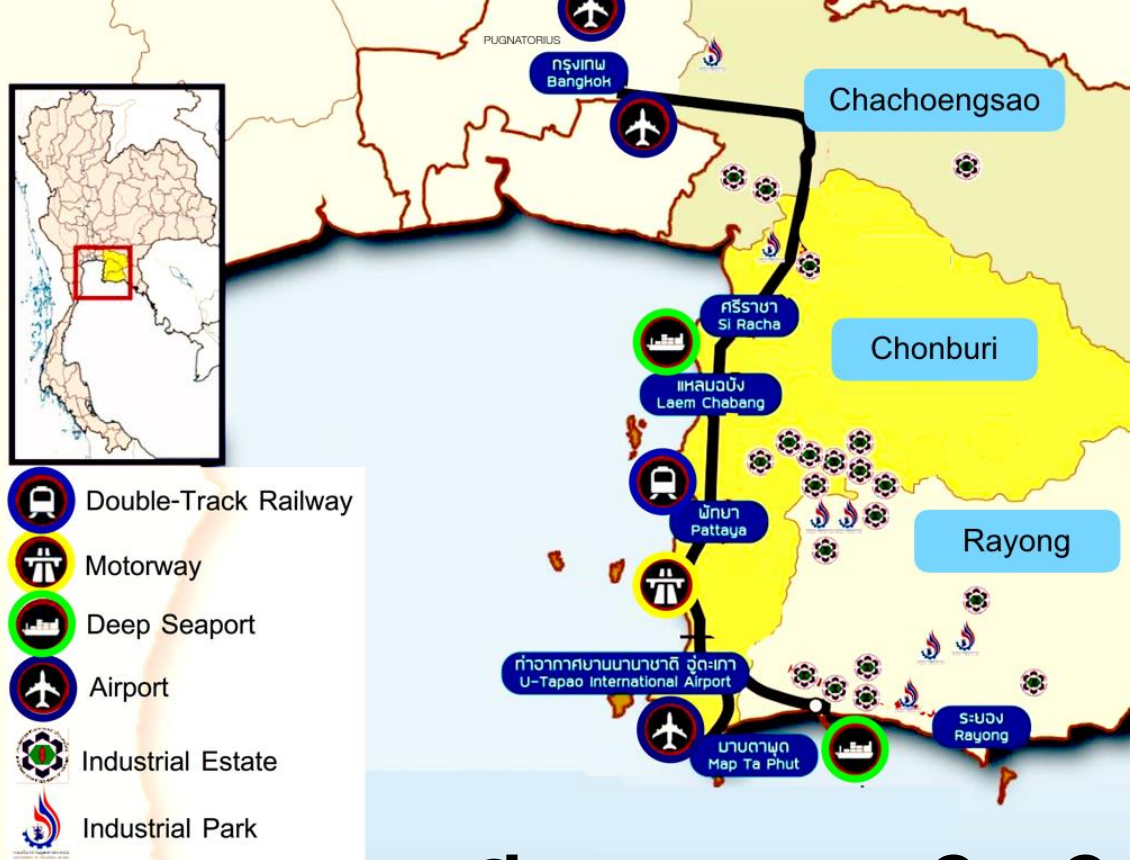 PUGNATORIUS
กรุงเทพ
Bangkok
Chachoengsao
ศรีราชา
Si Racha
Chonburi
แหลมฉบัง
Laem Chabang
พัทยา
Pattaya
Rayong
ท่าอากาศยานนานาชาติ อู่ตะเภา
U-Tapao International Airport
มาบตาพุด
Map Ta Phut
ระยอง
Rayong
Double-Track Railway
Motorway
Deep Seaport
Airport
Industrial Estate
Industrial Park